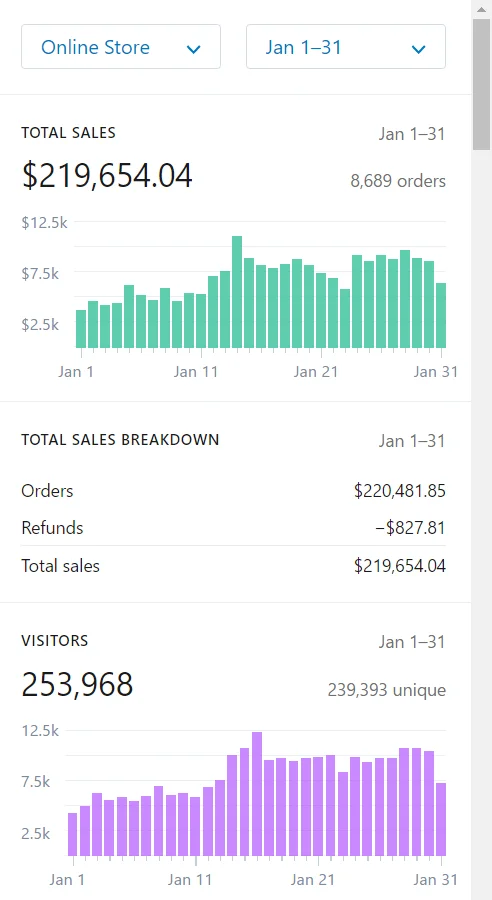 Online Store Jan 1–31
TOTAL SALES Jan 1–31
$219,654.04 8,689 orders
$12.5k
$7.5k
$2.5k
Jan 1 Jan 11 Jan 21 Jan 31
TOTAL SALES BREAKDOWN Jan 1–31
Orders $220,481.85
Refunds −$827.81
Total sales $219,654.04
VISITORS Jan 1–31
253,968 239,393 unique
12.5k
7.5k
2.5k
Jan 1 Jan 11 Jan 21 Jan 31